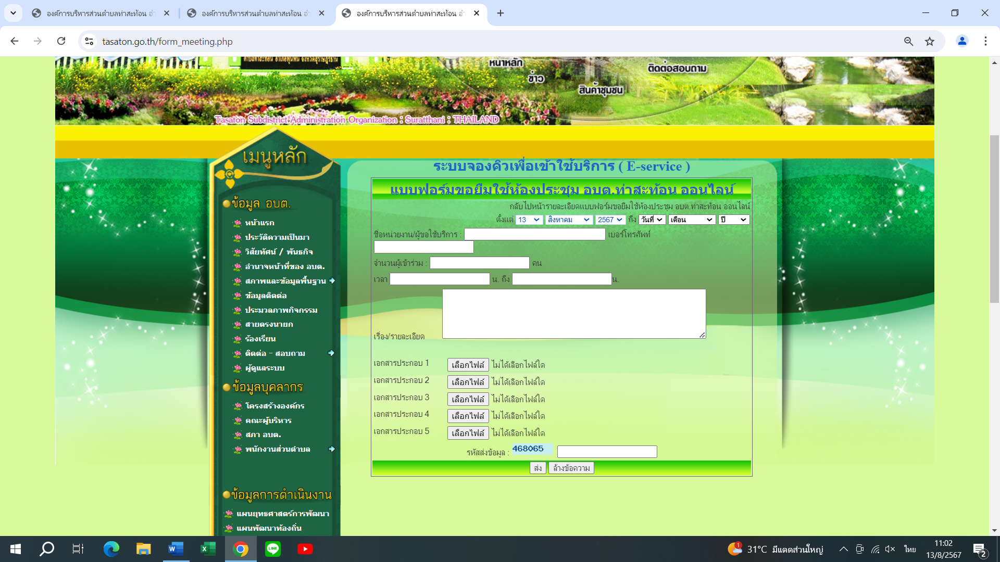 องค์การบริหารส่วนตำบลท่าสะท้อน อำ
องค์การบริหารส่วนตำบลท่าสะท้อน อำ
องค์การบริหารส่วนตำบลท่าสะท้อน อำ
tasaton.go.th/form_meeting.php
ตำบลท่าสะท้อน อำเภอพุนพิน จังหวัดสุราษฎร์ธานี
หน้าหลัก
ข่าว
สินค้าชุมชน
ติดต่อสอบถาม
Tasaton Subdistrict Administration Organization : Suratthani : THAILAND
เมนูหลัก
ข้อมูล อบต.
หน้าแรก
ประวัติความเป็นมา
วิสัยทัศน์ / พันธกิจ
อำนาจหน้าที่ของ อบต.
สภาพและข้อมูลพื้นฐาน
ข้อมูลติดต่อ
ประมวลภาพกิจกรรม
สายตรงนายก
ร้องเรียน
ติดต่อ - สอบถาม
ผู้ดูแลระบบ
ข้อมูลบุคลากร
โครงสร้างองค์กร
คณะผู้บริหาร
สภา อบต.
พนักงานส่วนตำบล
ข้อมูลการดำเนินงาน
แผนยุทธศาสตร์การพัฒนา
แผนพัฒนาท้องถิ่น
ระบบจองคิวเพื่อเข้าใช้บริการ ( E-service )
แบบฟอร์มขอยืมใช้ห้องประชุม อบต.ท่าสะท้อน ออนไลน์
กลับไปหน้ารายละเอียดแบบฟอร์มขอยืมใช้ห้องประชุม อบต.ท่าสะท้อน ออนไลน์
ตั้งแต่ 13 สิงหาคม 2567 ถึง วันที่ เดือน ปี
ชื่อหน่วยงาน/ผู้ขอใช้บริการ : เบอร์โทรศัพท์
จำนวนผู้เข้าร่วม : คน
เวลา น. ถึง น.
เรื่อง/รายละเอียด
เอกสารประกอบ 1 เลือกไฟล์ ไม่ได้เลือกไฟล์ใด
เอกสารประกอบ 2 เลือกไฟล์ ไม่ได้เลือกไฟล์ใด
เอกสารประกอบ 3 เลือกไฟล์ ไม่ได้เลือกไฟล์ใด
เอกสารประกอบ 4 เลือกไฟล์ ไม่ได้เลือกไฟล์ใด
เอกสารประกอบ 5 เลือกไฟล์ ไม่ได้เลือกไฟล์ใด
รหัสส่งข้อมูล : 468065
ส่ง ล้างข้อความ
1 31°C มีแดดส่วนใหญ่ ไทย 11:02
13/8/2567 2